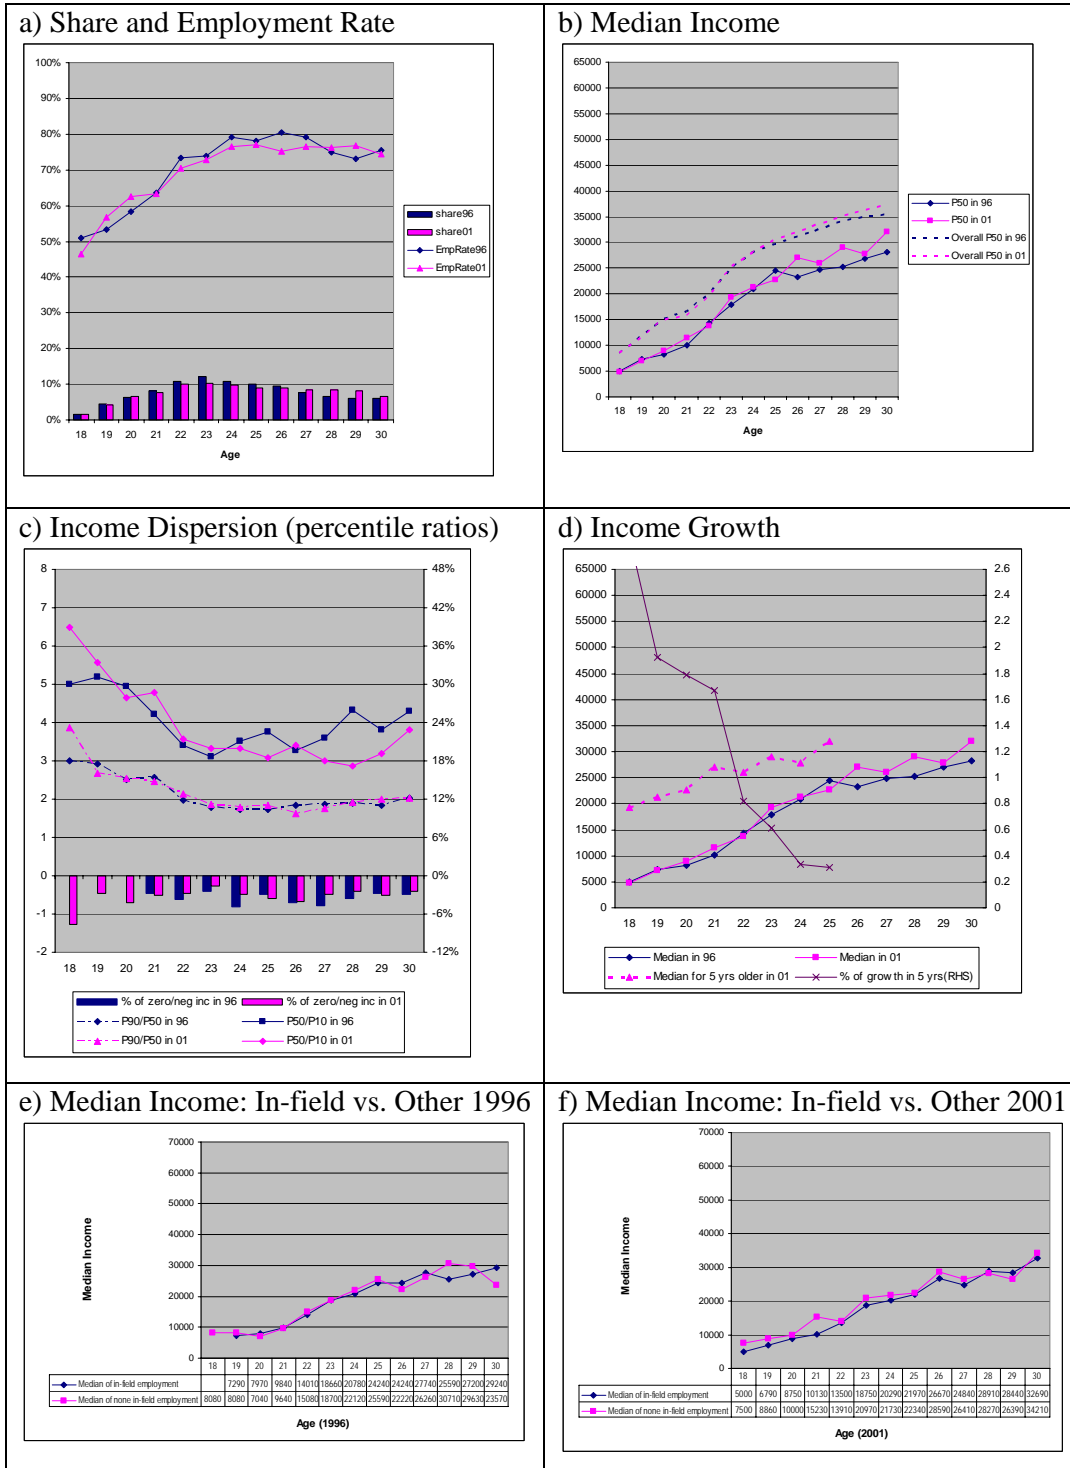 a) Share and Employment Rate
100%
90%
80%
70%
60%
50%
40%
30%
20%
10%
0%
18 19 20 21 22 23 24 25 26 27 28 29 30
Age
share96
share01
EmpRate96
EmpRate01
b) Median Income
65000
60000
55000
50000
45000
40000
35000
30000
25000
20000
15000
10000
5000
0
18 19 20 21 22 23 24 25 26 27 28 29 30
Age
P50 in 96
P50 in 01
Overall P50 in 96
Overall P50 in 01
c) Income Dispersion (percentile ratios)
8 48%
7 42%
6 36%
5 30%
4 24%
3 18%
2 12%
1 6%
0 0%
-1 -6%
-2 -12%
18 19 20 21 22 23 24 25 26 27 28 29 30
% of zero/neg inc in 96 % of zero/neg inc in 01
P90/P50 in 96 P50/P10 in 96
P90/P50 in 01 P50/P10 in 01
d) Income Growth
65000 2.6
60000 2.4
55000 2.2
50000 2
45000 1.8
40000 1.6
35000 1.4
30000 1.2
25000 1
20000 0.8
15000 0.6
10000 0.4
5000 0.2
0 0
18 19 20 21 22 23 24 25 26 27 28 29 30
Median in 96 Median in 01
Median for 5 yrs older in 01 % of growth in 5 yrs(RHS)
e) Median Income: In-field vs. Other 1996
Median Income
70000
60000
50000
40000
30000
20000
10000
0
18 19 20 21 22 23 24 25 26 27 28 29 30
Median of in-field employment 7290 7970 9840 14010 18660 20780 24240 24240 27740 25590 27200 29240
Median of none in-field employment 8080 8080 7040 9640 15080 18700 22120 25590 22220 26260 30710 29630 23570
Age (1996)
f) Median Income: In-field vs. Other 2001
Median Income
70000
60000
50000
40000
30000
20000
10000
0
18 19 20 21 22 23 24 25 26 27 28 29 30
Median of in-field employment 5000 6790 8750 10130 13500 18750 20290 21970 26670 24840 28910 28440 32690
Median of none in-field employment 7500 8860 10000 15230 13910 20970 21730 22340 28590 26410 28270 26390 34210
Age (2001)